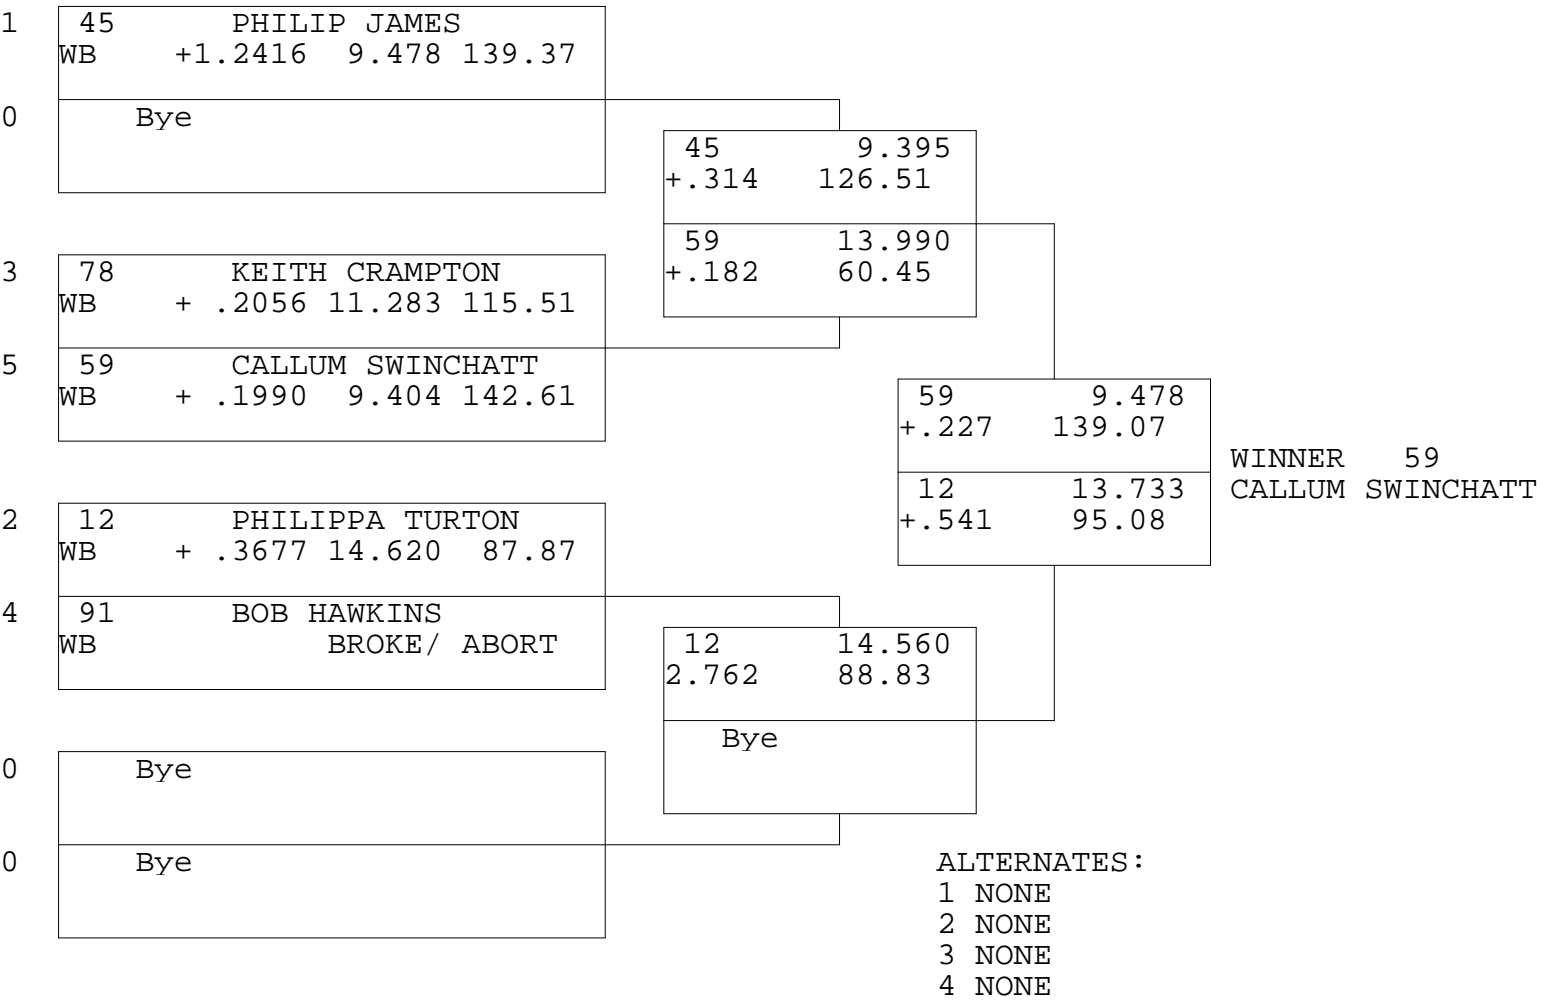 1 45 PHILIP JAMES
WB +1.2416 9.478 139.37
0 Bye
45 9.395
+.314 126.51
59 13.990
+.182 60.45
3 78 KEITH CRAMPTON
WB + .2056 11.283 115.51
5 59 CALLUM SWINCHATT
WB + .1990 9.404 142.61
59 9.478
+.227 139.07
12 13.733
+.541 95.08
WINNER 59
CALLUM SWINCHATT
2 12 PHILIPPA TURTON
WB + .3677 14.620 87.87
4 91 BOB HAWKINS
WB BROKE/ ABORT
12 14.560
2.762 88.83
Bye
0 Bye
0 Bye
ALTERNATES:
1 NONE
2 NONE
3 NONE
4 NONE